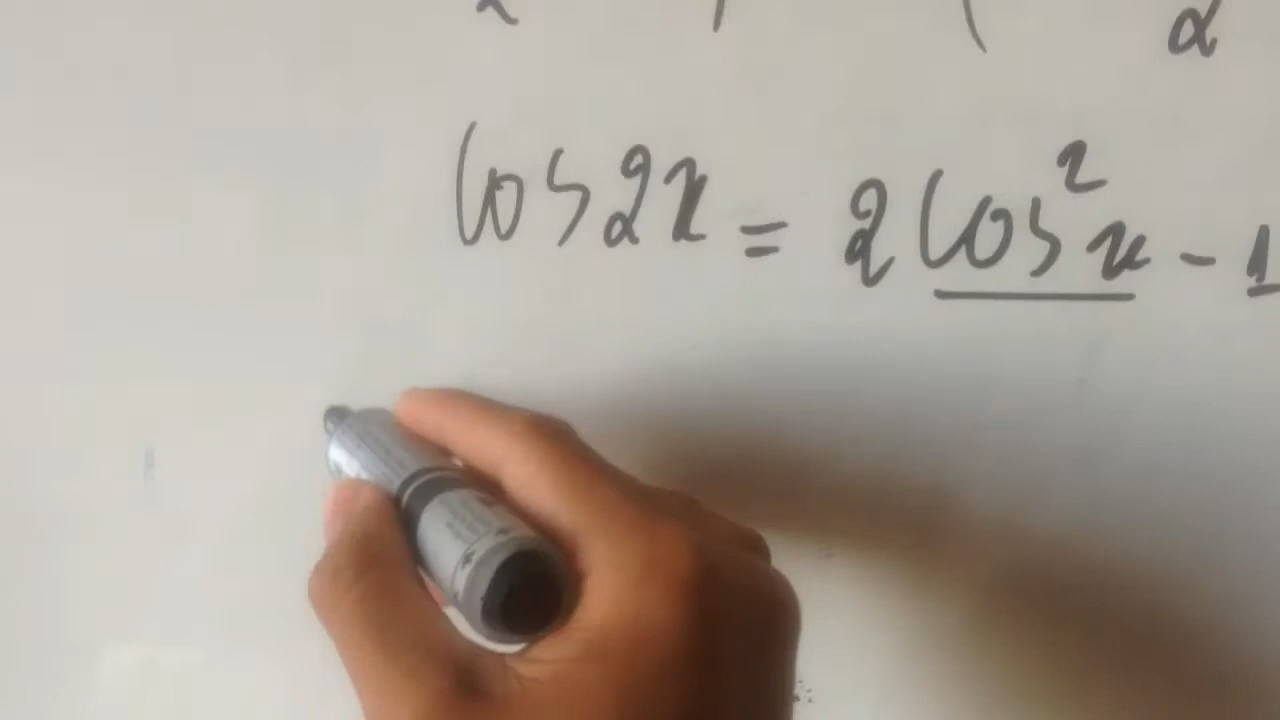 cos2x = 2cos²x - 1